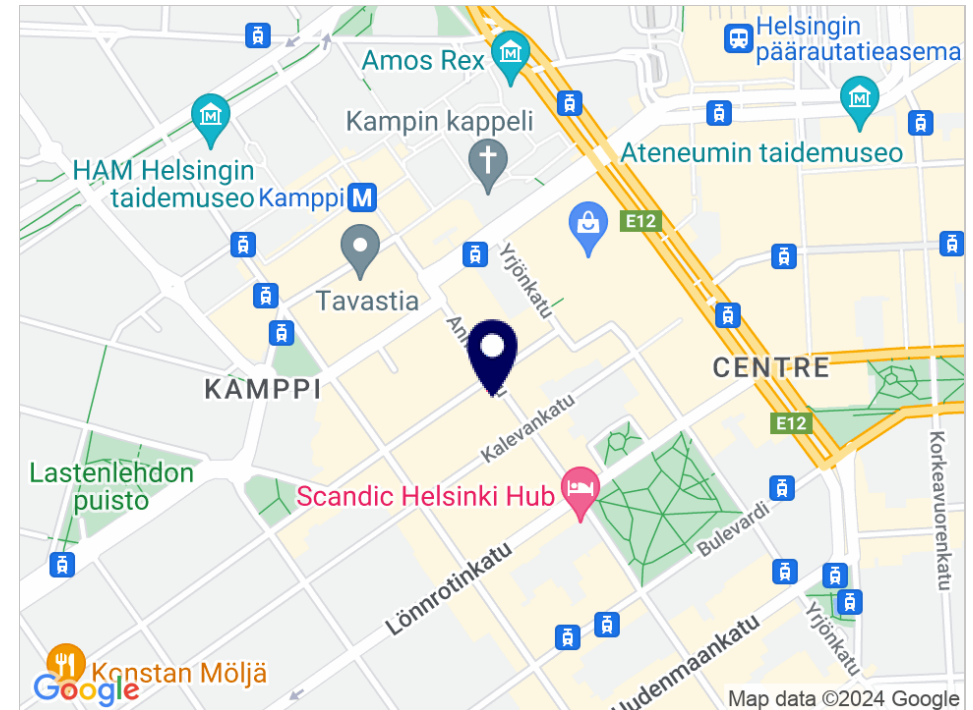 Helsingin
päärautatieasema
Amos Rex
Kampin kappeli
Ateneumin taidemuseo
HAM Helsingin
taidemuseo
Kamppi M
E12
Yrjönkatu
Tavastia
CENTRE
KAMPPI
Kalevankatu
E12
Lastenlehdon
puisto
Scandic Helsinki Hub
Korkeavuorenkatu
Bulevardi
Lönnrotinkatu
Yrjönkatu
Konstan Möljä
Uudenmaankatu
Google
Map data ©2024 Google